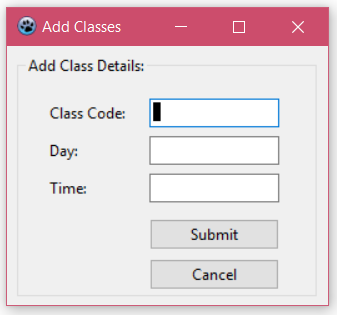 Add Classes
Add Class Details:
Class Code:
Day:
Time:
Submit
Cancel